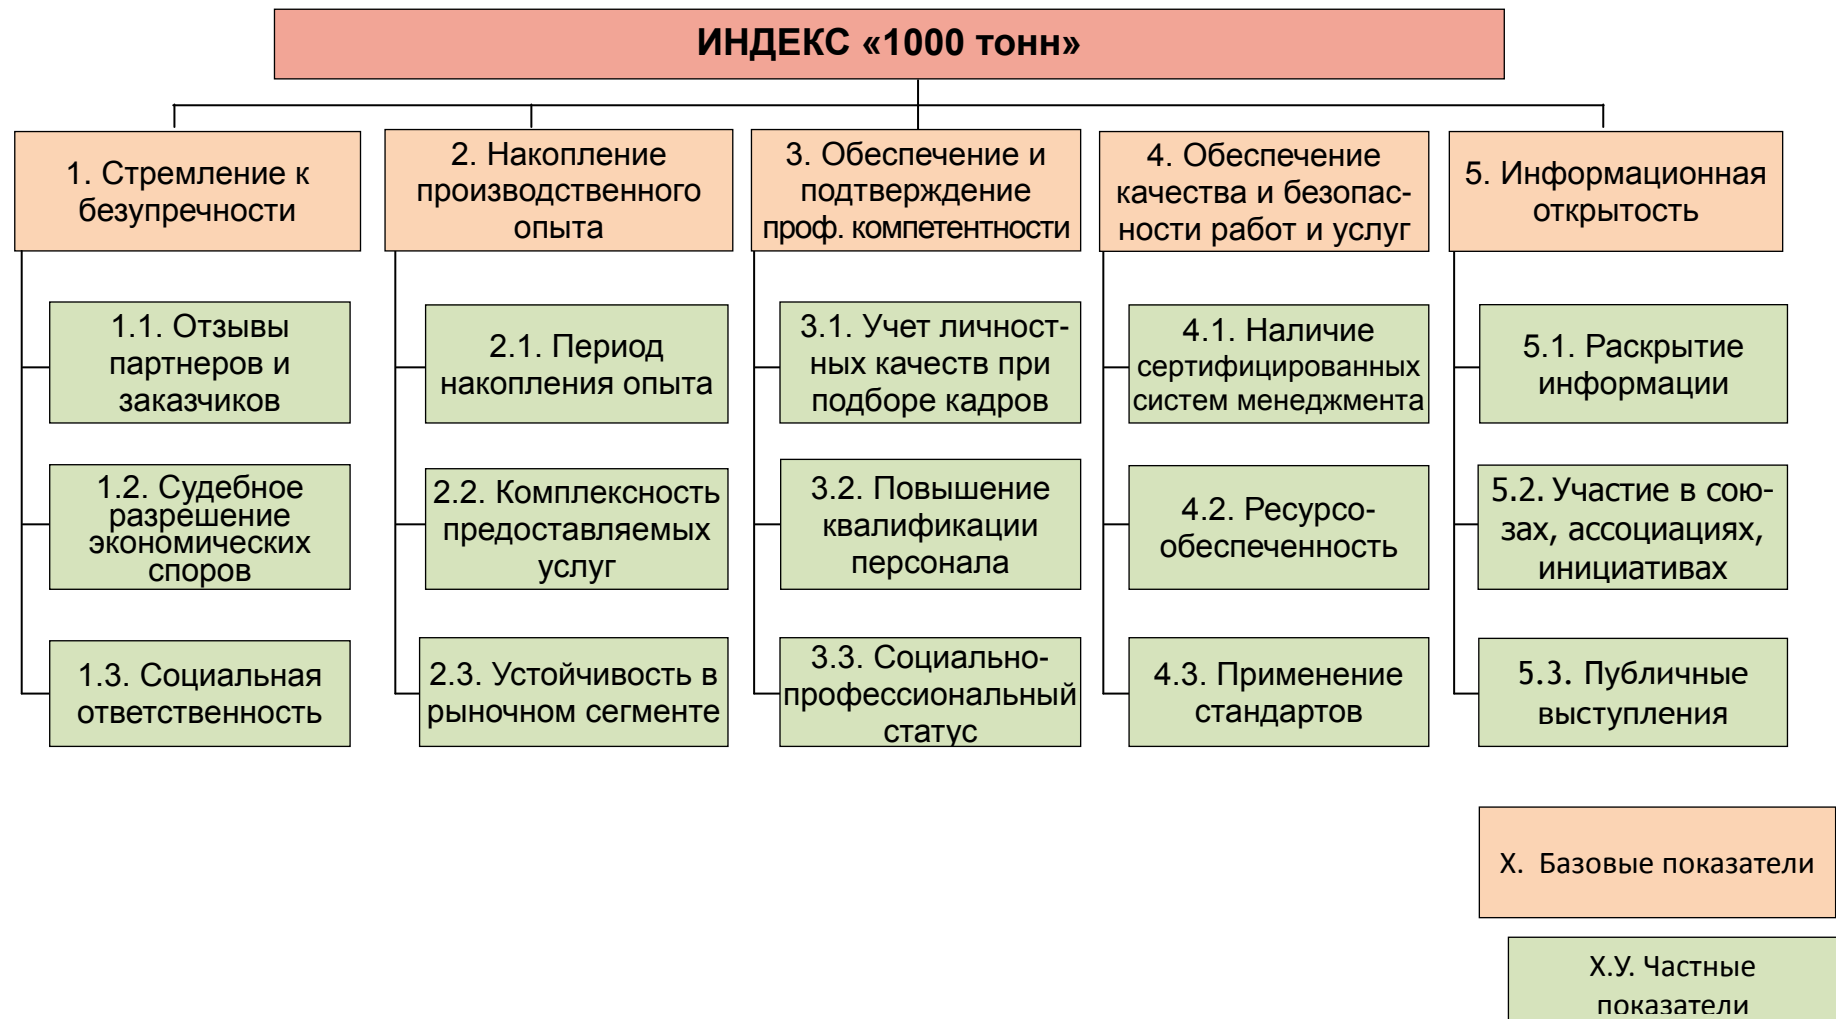 ИНДЕКС «1000 тонн»
1. Стремление к
безупречности
2. Накопление
производственного
опыта
3. Обеспечение и
подтверждение
проф. компетентности
4. Обеспечение
качества и безопас-
ности работ и услуг
5. Информационная
открытость
1.1. Отзывы
партнеров и
заказчиков
2.1. Период
накопления опыта
3.1. Учет личност-
ных качеств при
подборе кадров
4.1. Наличие
сертифицированных
систем менеджмента
5.1. Раскрытие
информации
1.2. Судебное
разрешение
экономических
споров
2.2. Комплексность
предоставляемых
услуг
3.2. Повышение
квалификации
персонала
4.2. Ресурсо-
обеспеченность
5.2. Участие в сою-
зах, ассоциациях,
инициативах
1.3. Социальная
ответственность
2.3. Устойчивость в
рыночном сегменте
3.3. Социально-
профессиональный
статус
4.3. Применение
стандартов
5.3. Публичные
выступления
Х. Базовые показатели
Х.У. Частные
показатели